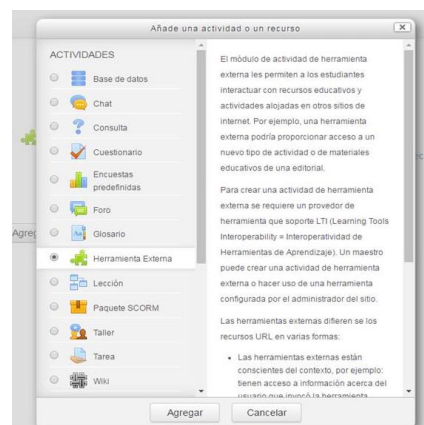 Añade una actividad o un recurso
ACTIVIDADES
Base de datos
Chat
Consulta
Cuestionario
Encuestas
predefinidas
Foro
Glosario
Herramienta Externa
Lección
Paquete SCORM
Taller
Tarea
Wiki
El módulo de actividad de herramienta
externa les permiten a los estudiantes
interactuar con recursos educativos y
actividades alojadas en otros sitios de
internet. Por ejemplo, una herramienta
externa podría proporcionar acceso a un
nuevo tipo de actividad o de materiales
educativos de una editorial.
Para crear una actividad de herramienta
externa se requiere un provedor de
herramienta que soporte LTI (Learning Tools
Interoperability = Interoperatividad de
Herramientas de Aprendizaje). Un maestro
puede crear una actividad de herramienta
externa o hacer uso de una herramienta
configurada por el administrador del sitio.
Las herramientas externas difieren se los
recursos URL en varias formas:
• Las herramientas externas están
conscientes del contexto, por ejemplo:
tienen acceso a información acerca del
usuario que invocó la herramienta
Agregar
Cancelar
Agreg